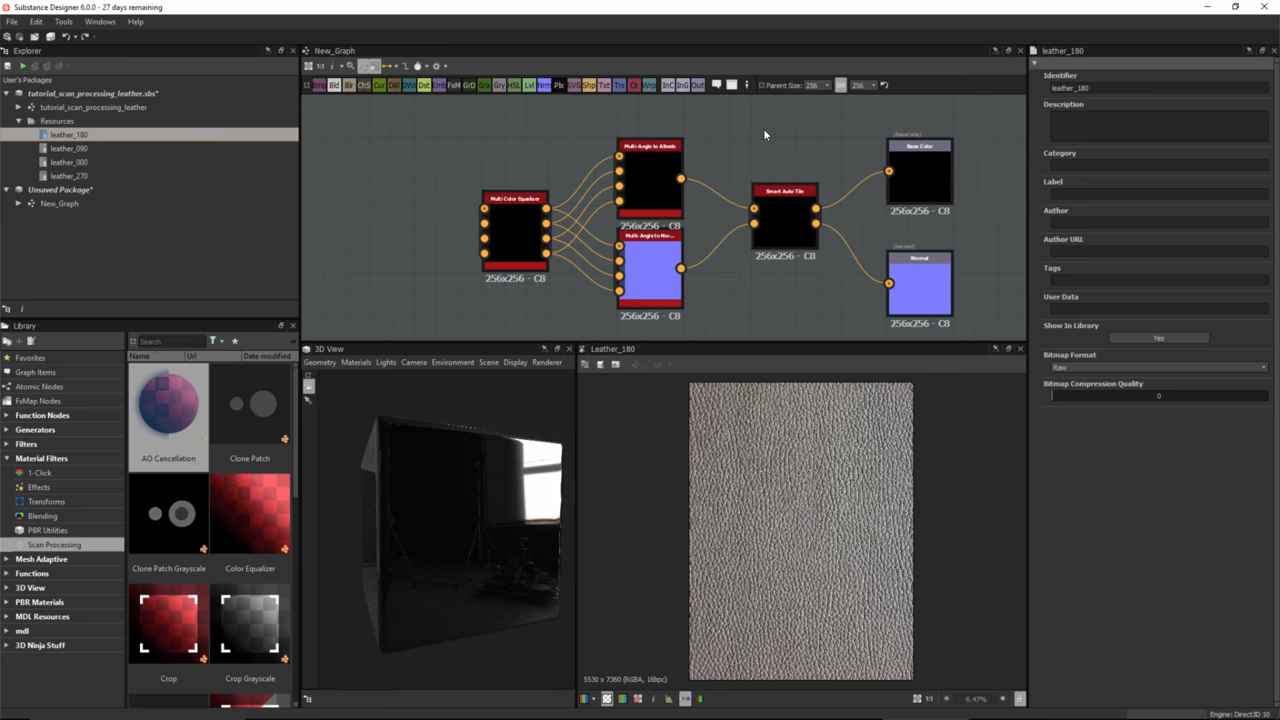 Substance Designer 6.0.0 - 27 days remaining
File Edit Tools Windows Help
Explorer
User's Packages
tutorial_scan_processing_leather.sbs*
tutorial_scan_processing_leather
Resources
leather_180
leather_090
leather_000
leather_270
Unsaved Package*
New_Graph
Library
Search
Name Url Date modified
Favorites
Graph Items
Atomic Nodes
FxMap Nodes
Function Nodes
Generators
Filters
Material Filters
1-Click
Effects
Transforms
Blending
PBR Utilities
Scan Processing
Mesh Adaptive
Functions
3D View
PBR Materials
MDL Resources
mdl
3D Ninja Stuff
AO Cancellation
Clone Patch
Clone Patch Grayscale
Color Equalizer
Crop
Crop Grayscale
New_Graph
Parent Size: 256 256
Multi Color Equalizer
256x256 - C8
Multi-Angle to Albedo
256x256 - C8
Multi-Angle to Nor...
256x256 - C8
Smart Auto Tile
256x256 - C8
(baseColor)
Base Color
256x256 - C8
(normal)
Normal
256x256 - C8
3D View
Geometry Materials Lights Camera Environment Scene Display Renderer
Leather_180
5530 x 7360 (RGBA, 16bpc)
1:1
6.47%
leather_180
Identifier
leather_180
Description
Category
Label
Author
Author URL
Tags
User Data
Show In Library
Yes
Bitmap Format
Raw
Bitmap Compression Quality
0
Engine: Direct3D 10